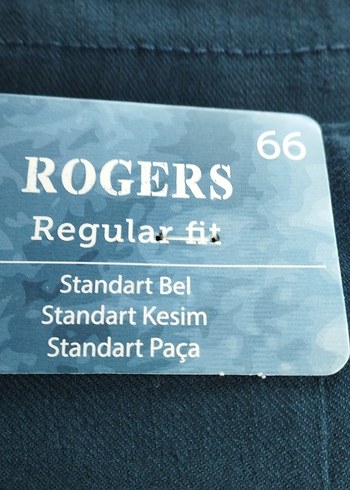 66
ROGERS
Regular fit
Standart Bel
Standart Kesim
Standart Paça